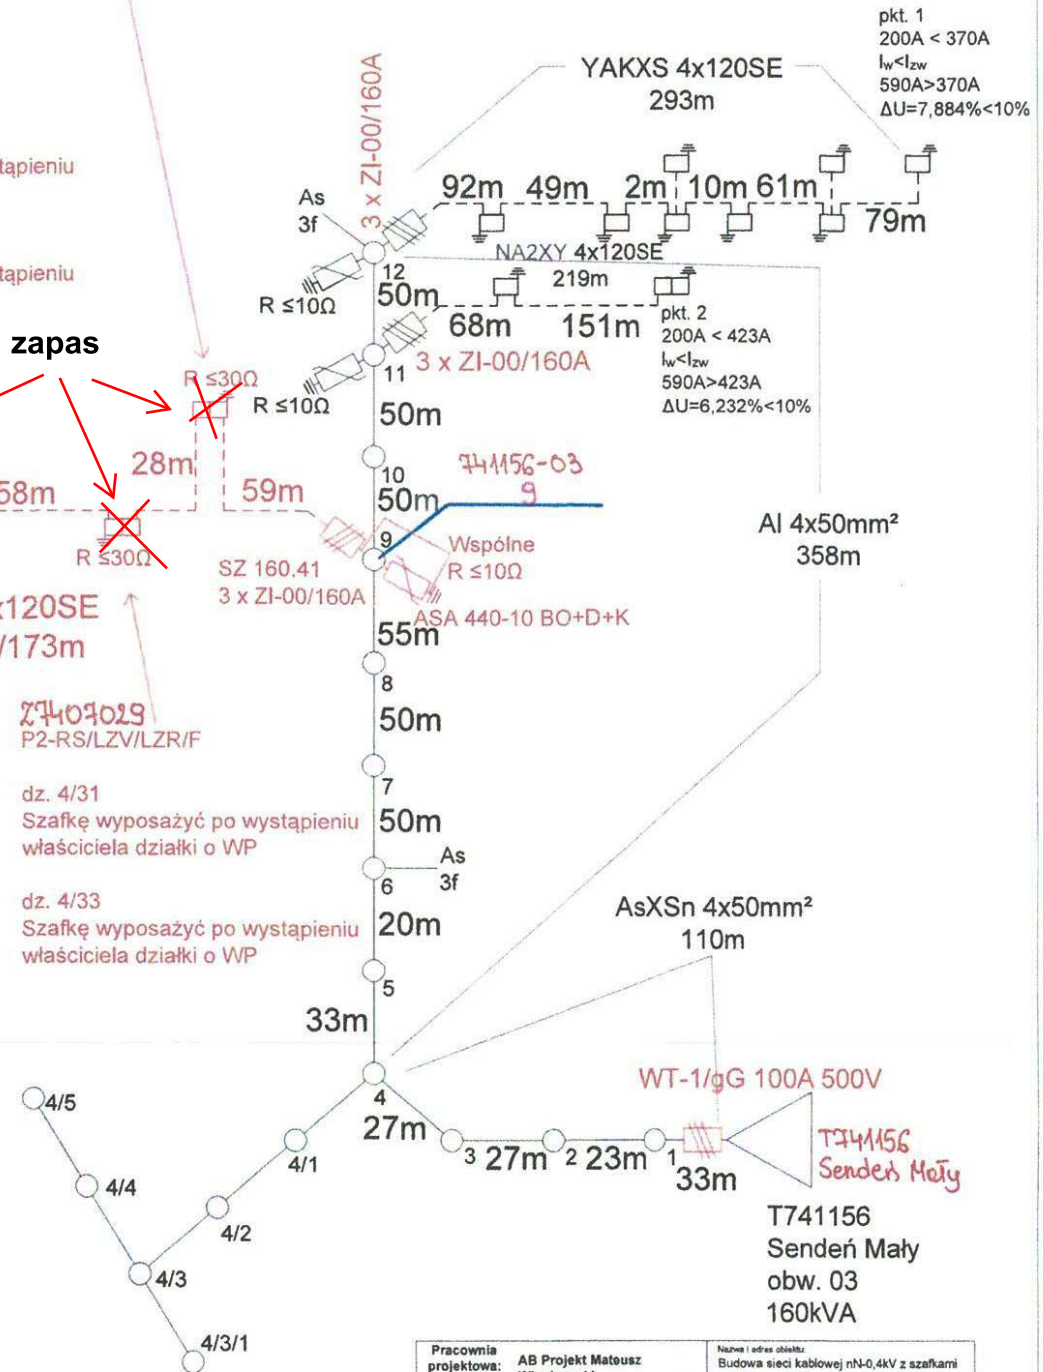 pkt. 1
200A < 370A
Iw<Izw
590A>370A
ΔU=7,884%<10%
YAKXS 4x120SE
293m
3 x ZI-00/160A
tąpieniu
92m 49m 2m 10m 61m
79m
As
3f
NA2XY 4x120SE
219m
tąpieniu
12
R ≤10Ω
50m
68m 151m
pkt. 2
200A < 423A
Iw<Izw
590A>423A
ΔU=6,232%<10%
zapas
3 x ZI-00/160A
11
R ≤30Ω
R ≤10Ω
50m
28m
10
741156-03
9
58m
59m
50m
9
Al 4x50mm²
358m
R ≤30Ω
SZ 160.41
3 x ZI-00/160A
Wspólne
R ≤10Ω
ASA 440-10 BO+D+K
x120SE
/173m
55m
8
Z7407029
P2-RS/LZV/LZR/F
50m
7
dz. 4/31
Szafkę wyposażyć po wystąpieniu
właściciela działki o WP
50m
As
3f
6
dz. 4/33
Szafkę wyposażyć po wystąpieniu
właściciela działki o WP
20m
AsXSn 4x50mm²
110m
5
33m
WT-1/gG 100A 500V
4/5
4
27m
4/1
3 27m 2 23m 1
33m
T741156
Sendeń Mały
4/4
4/2
T741156
Sendeń Mały
obw. 03
160kVA
4/3
4/3/1
Pracownia
projektowa:
AB Projekt Mateusz
Nazwa i adres obiektu:
Budowa sieci kablowej nN-0,4kV z szafkami